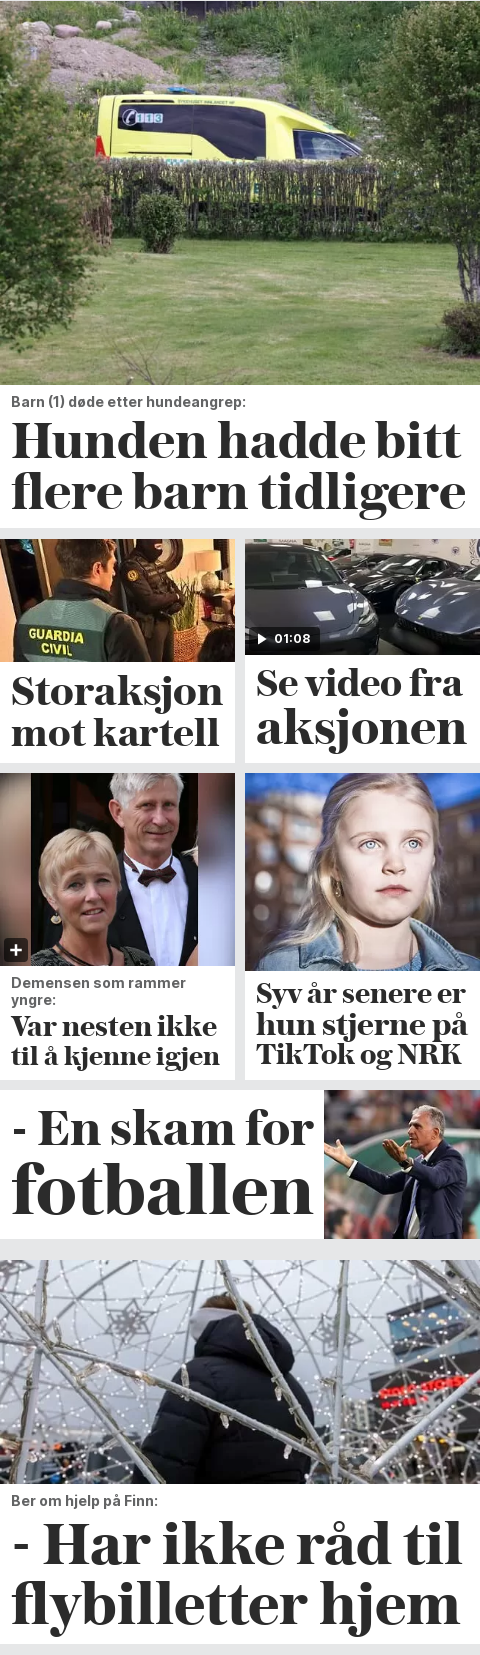 113
Barn (1) døde etter hundeangrep:
Hunden hadde bitt
flere barn tidligere
GUARDIA
CIVIL
Storaksjon
mot kartell
01:08
Se video fra
aksjonen
Demensen som rammer
yngre:
Var nesten ikke
til å kjenne igjen
Syv år senere er
hun stjerne på
TikTok og NRK
- En skam for
fotballen
Ber om hjelp på Finn:
- Har ikke råd til
flybilletter hjem